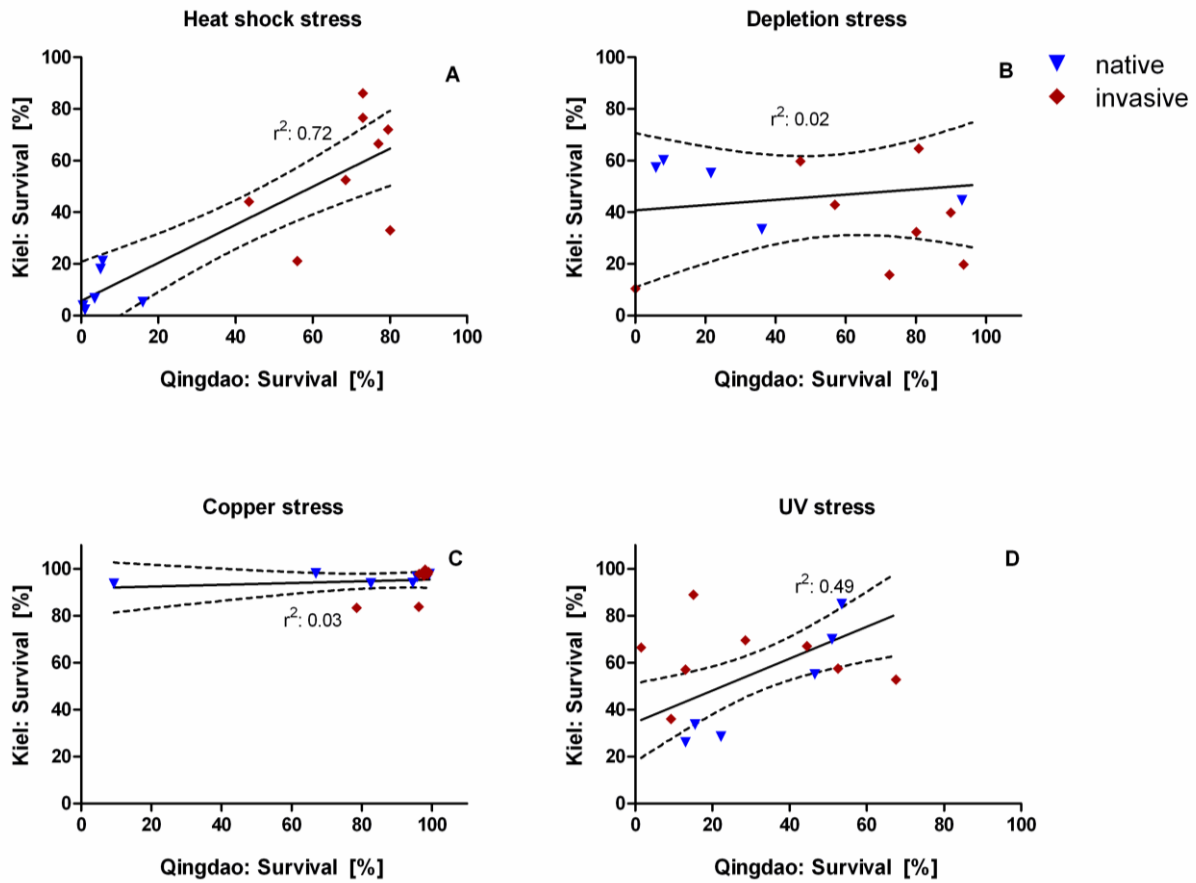 Heat shock stress
A
100
80
60
40
20
0
Kiel: Survival [%]
r²: 0.72
0 20 40 60 80 100
Qingdao: Survival [%]
Depletion stress
B
100
80
60
40
20
0
Kiel: Survival [%]
r²: 0.02
0 20 40 60 80 100
Qingdao: Survival [%]
native
invasive
Copper stress
C
100
80
60
40
20
0
Kiel: Survival [%]
r²: 0.03
0 20 40 60 80 100
Qingdao: Survival [%]
UV stress
D
100
80
60
40
20
0
Kiel: Survival [%]
r²: 0.49
0 20 40 60 80 100
Qingdao: Survival [%]